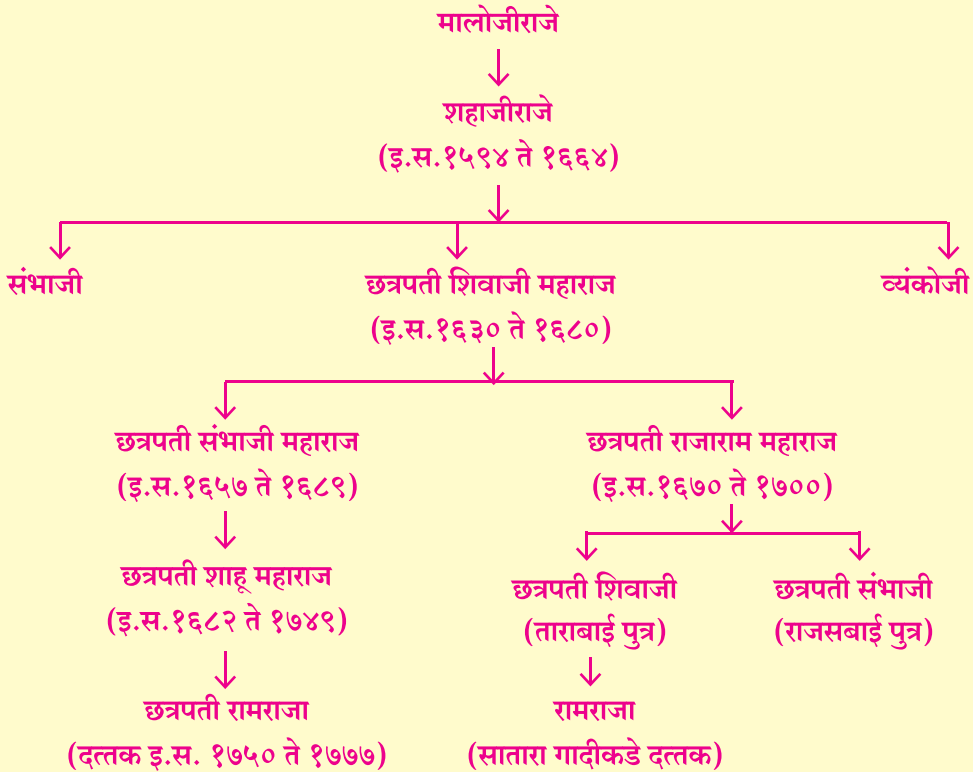 मालोजीराजे
शहाजीराजे
(इ.स.१५९४ ते १६६४)
संभाजी
छत्रपती शिवाजी महाराज
(इ.स.१६३० ते १६८०)
व्यंकोजी
छत्रपती संभाजी महाराज
(इ.स.१६५७ ते १६८९)
छत्रपती राजाराम महाराज
(इ.स.१६७० ते १७००)
छत्रपती शाहू महाराज
(इ.स.१६८२ ते १७४९)
छत्रपती शिवाजी
(ताराबाई पुत्र)
छत्रपती संभाजी
(राजसबाई पुत्र)
छत्रपती रामराजा
(दत्तक इ.स. १७५० ते १७७७)
रामराजा
(सातारा गादीकडे दत्तक)